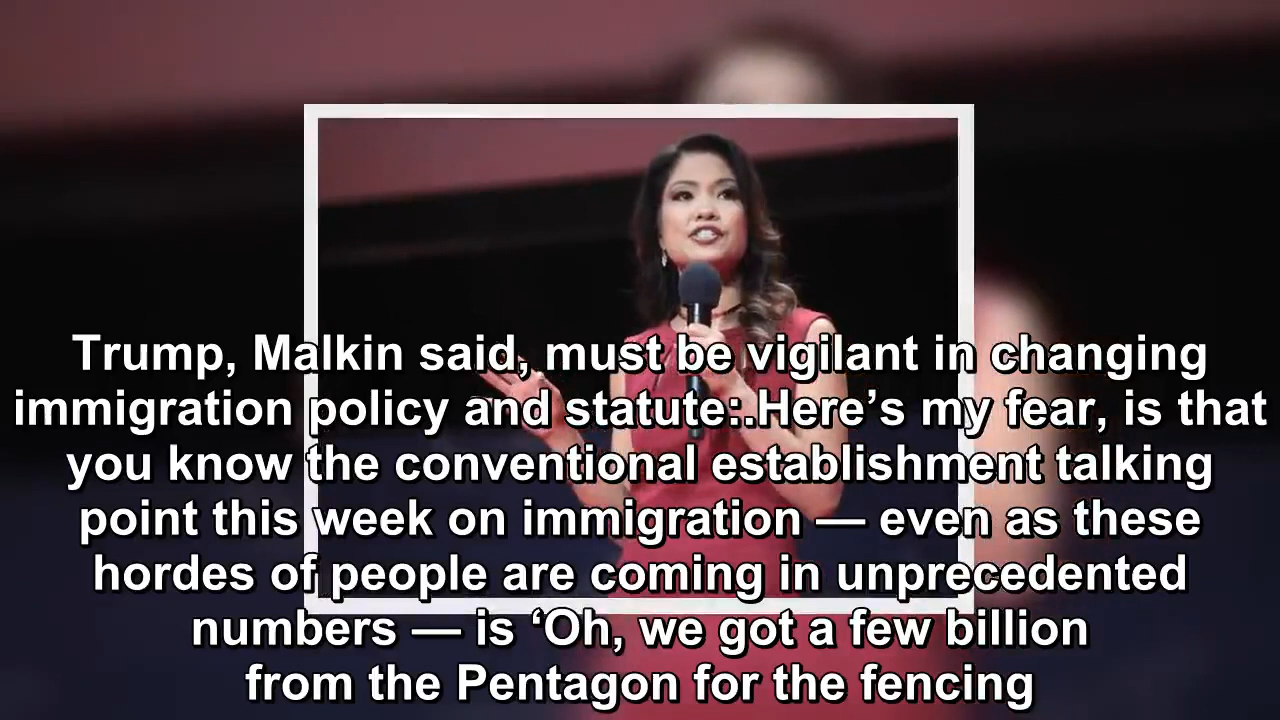 Trump, Malkin said, must be vigilant in changing
immigration policy and statute:.Here’s my fear, is that
you know the conventional establishment talking
point this week on immigration — even as these
hordes of people are coming in unprecedented
numbers — is ‘Oh, we got a few billion
from the Pentagon for the fencing